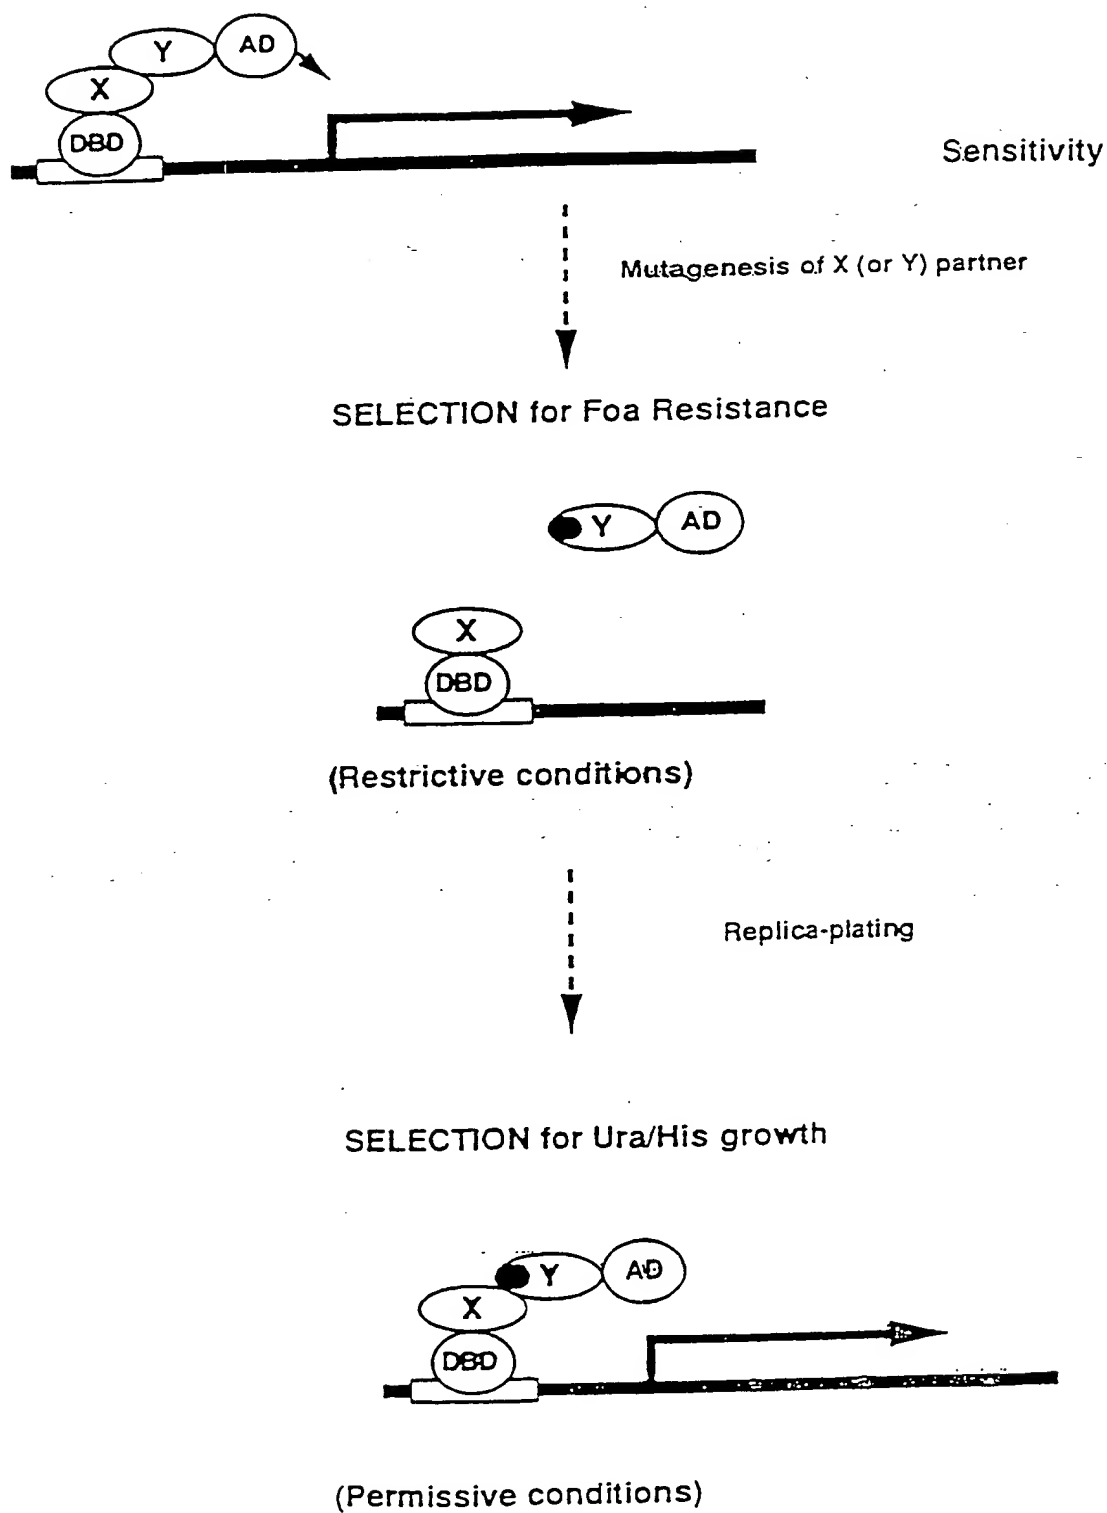 Y
AD
X
DBD
Sensitivity
Mutagenesis of X (or Y) partner
SELECTION for Foa Resistance
Y
AD
X
DBD
(Restrictive conditions)
Replica-plating
SELECTION for Ura/His growth
Y
AD
X
DBD
(Permissive conditions)